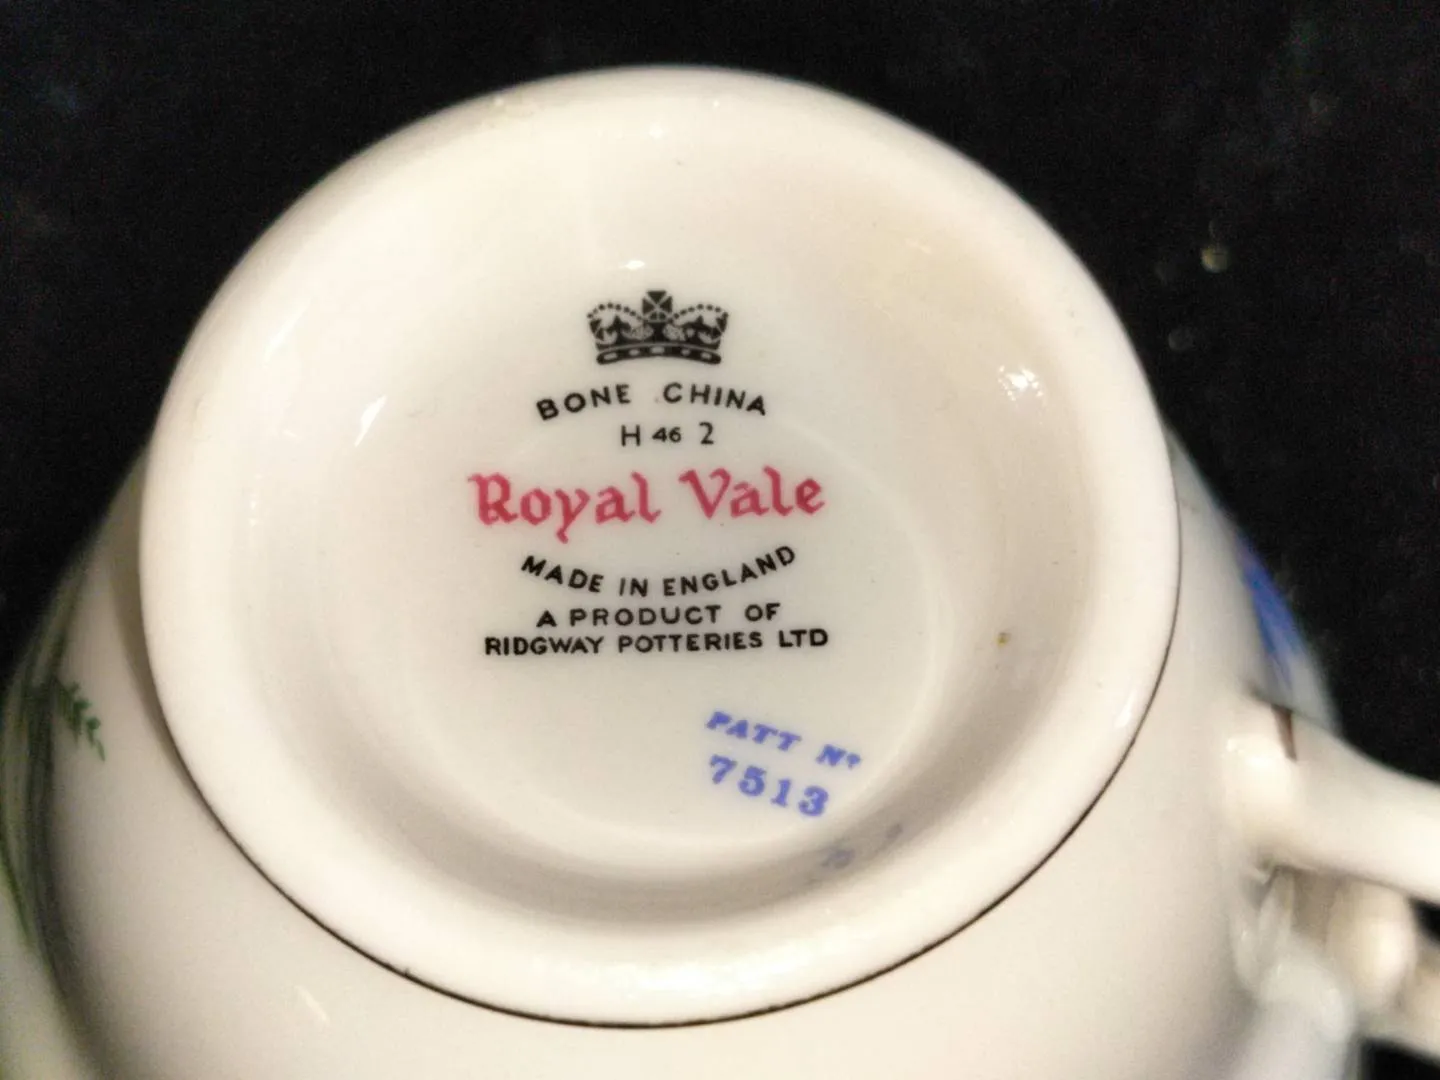 BONE CHINA
H 46 2
Royal Vale
MADE IN ENGLAND
A PRODUCT OF
RIDGWAY POTTERIES LTD
PATT Nº
7513